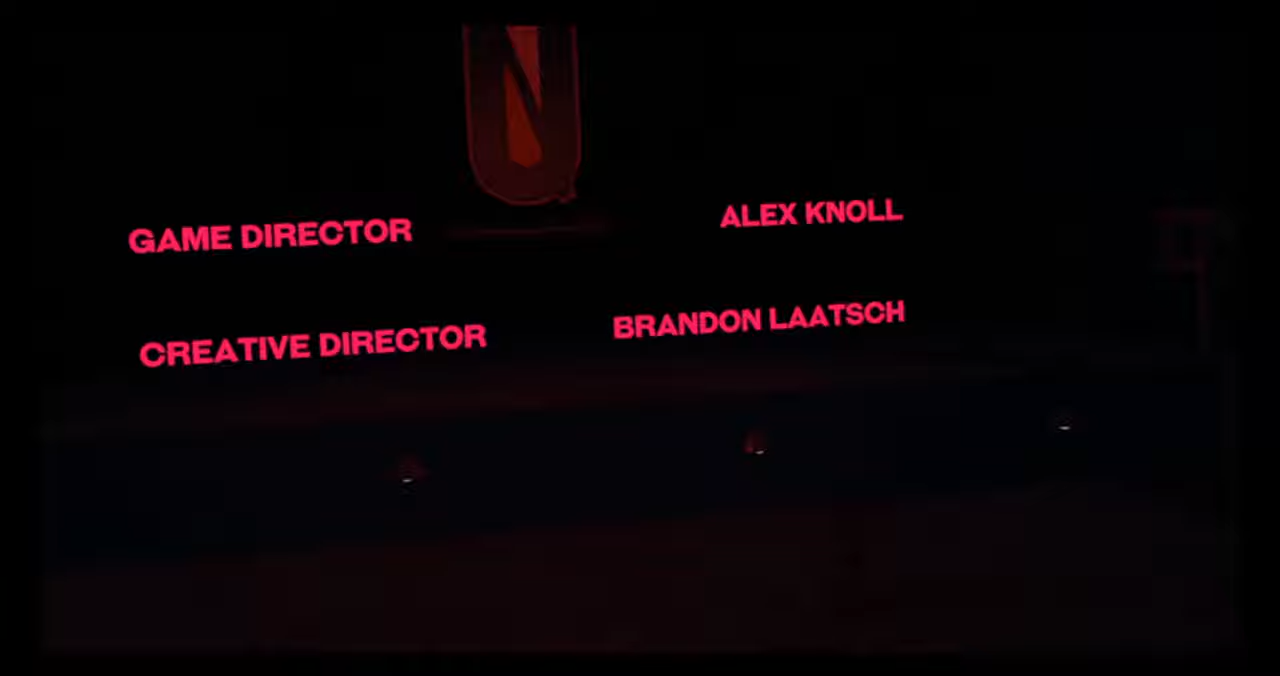 GAME DIRECTOR ALEX KNOLL
CREATIVE DIRECTOR BRANDON LAATSCH